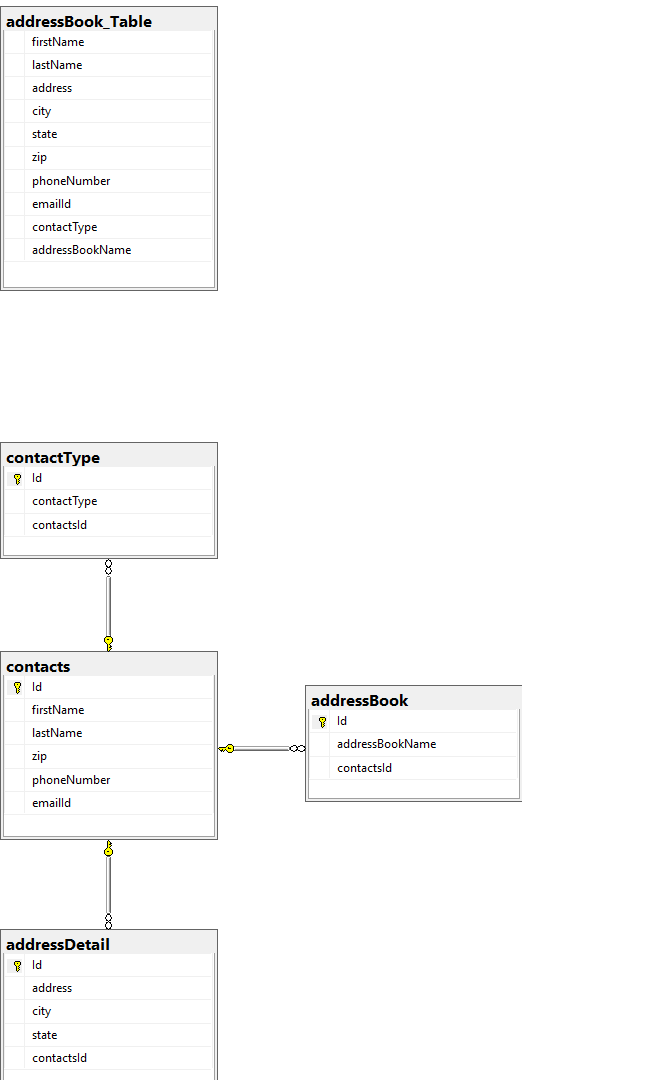 addressBook_Table
firstName
lastName
address
city
state
zip
phoneNumber
emailId
contactType
addressBookName
contactType
Id
contactType
contactsId
contacts
Id
firstName
lastName
zip
phoneNumber
emailId
addressBook
Id
addressBookName
contactsId
addressDetail
Id
address
city
state
contactsId